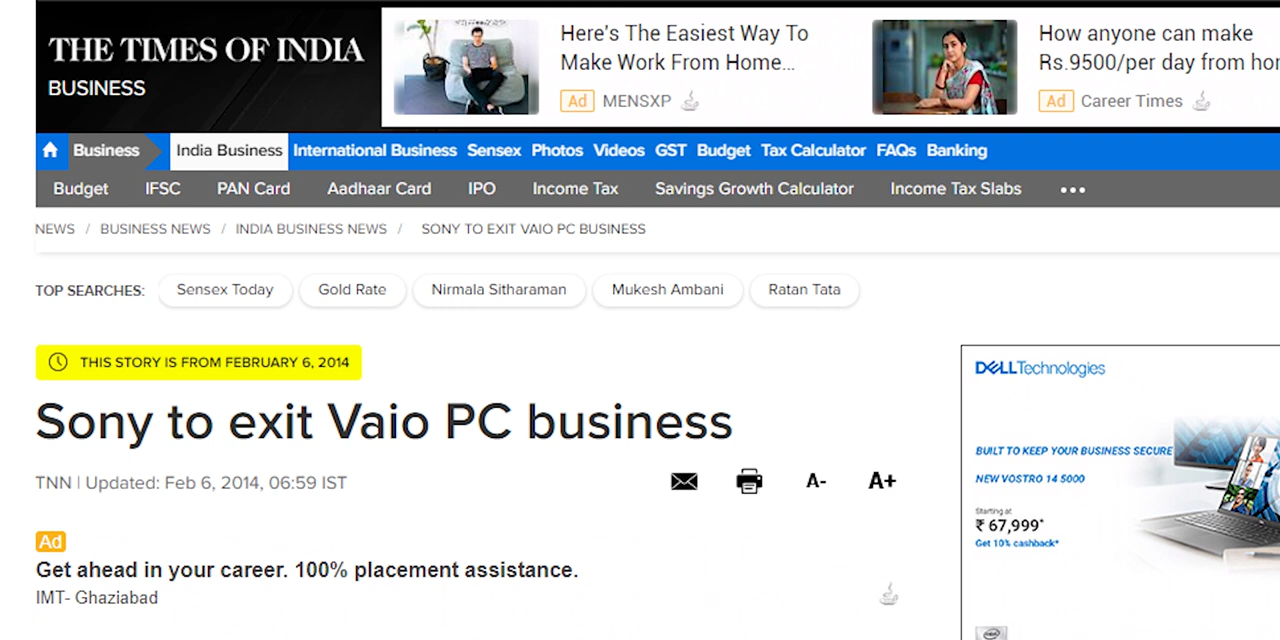 THE TIMES OF INDIA
BUSINESS
Here's The Easiest Way To
Make Work From Home...
Ad MENSXP
How anyone can make
Rs.9500/per day from
Ad Career Times
Business India Business International Business Sensex Photos Videos GST Budget Tax Calculator FAQs Banking
Budget IFSC PAN Card Aadhaar Card IPO Income Tax Savings Growth Calculator Income Tax Slabs •••
NEWS / BUSINESS NEWS / INDIA BUSINESS NEWS / SONY TO EXIT VAIO PC BUSINESS
TOP SEARCHES: Sensex Today Gold Rate Nirmala Sitharaman Mukesh Ambani Ratan Tata
THIS STORY IS FROM FEBRUARY 6, 2014
Sony to exit Vaio PC business
TNN | Updated: Feb 6, 2014, 06:59 IST
A- A+
Ad
Get ahead in your career. 100% placement assistance.
IMT- Ghaziabad
DELLTechnologies
BUILT TO KEEP YOUR BUSINESS SECURE
NEW VOSTRO 14 5000
Starting at
₹ 67,999*
Get 10% cashback*